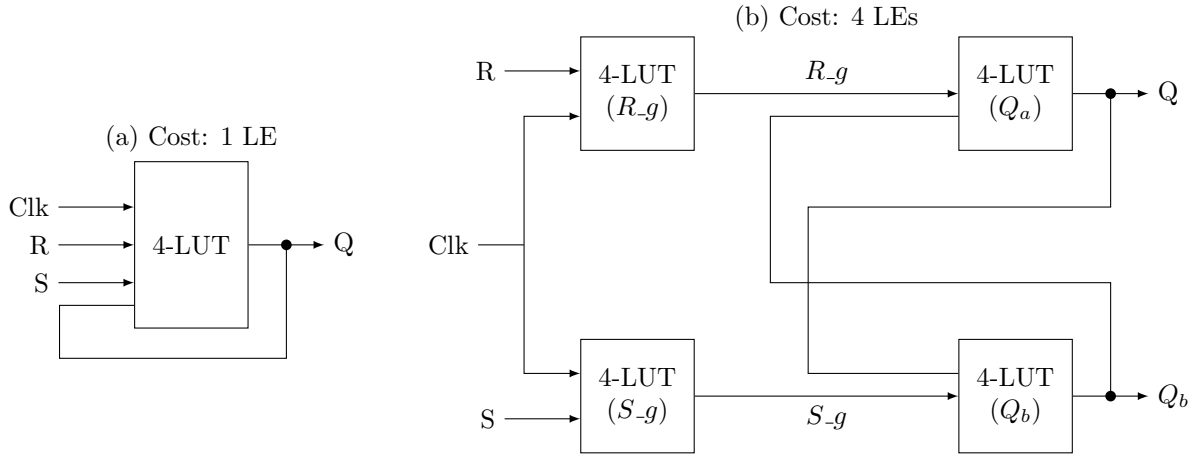 (a) Cost: 1 LE
Clk
R
S
4-LUT
Q
(b) Cost: 4 LEs
R
4-LUT
(R_g)
R_g
4-LUT
(Q_a)
Q
Clk
4-LUT
(S_g)
S
S_g
4-LUT
(Q_b)
Q_b